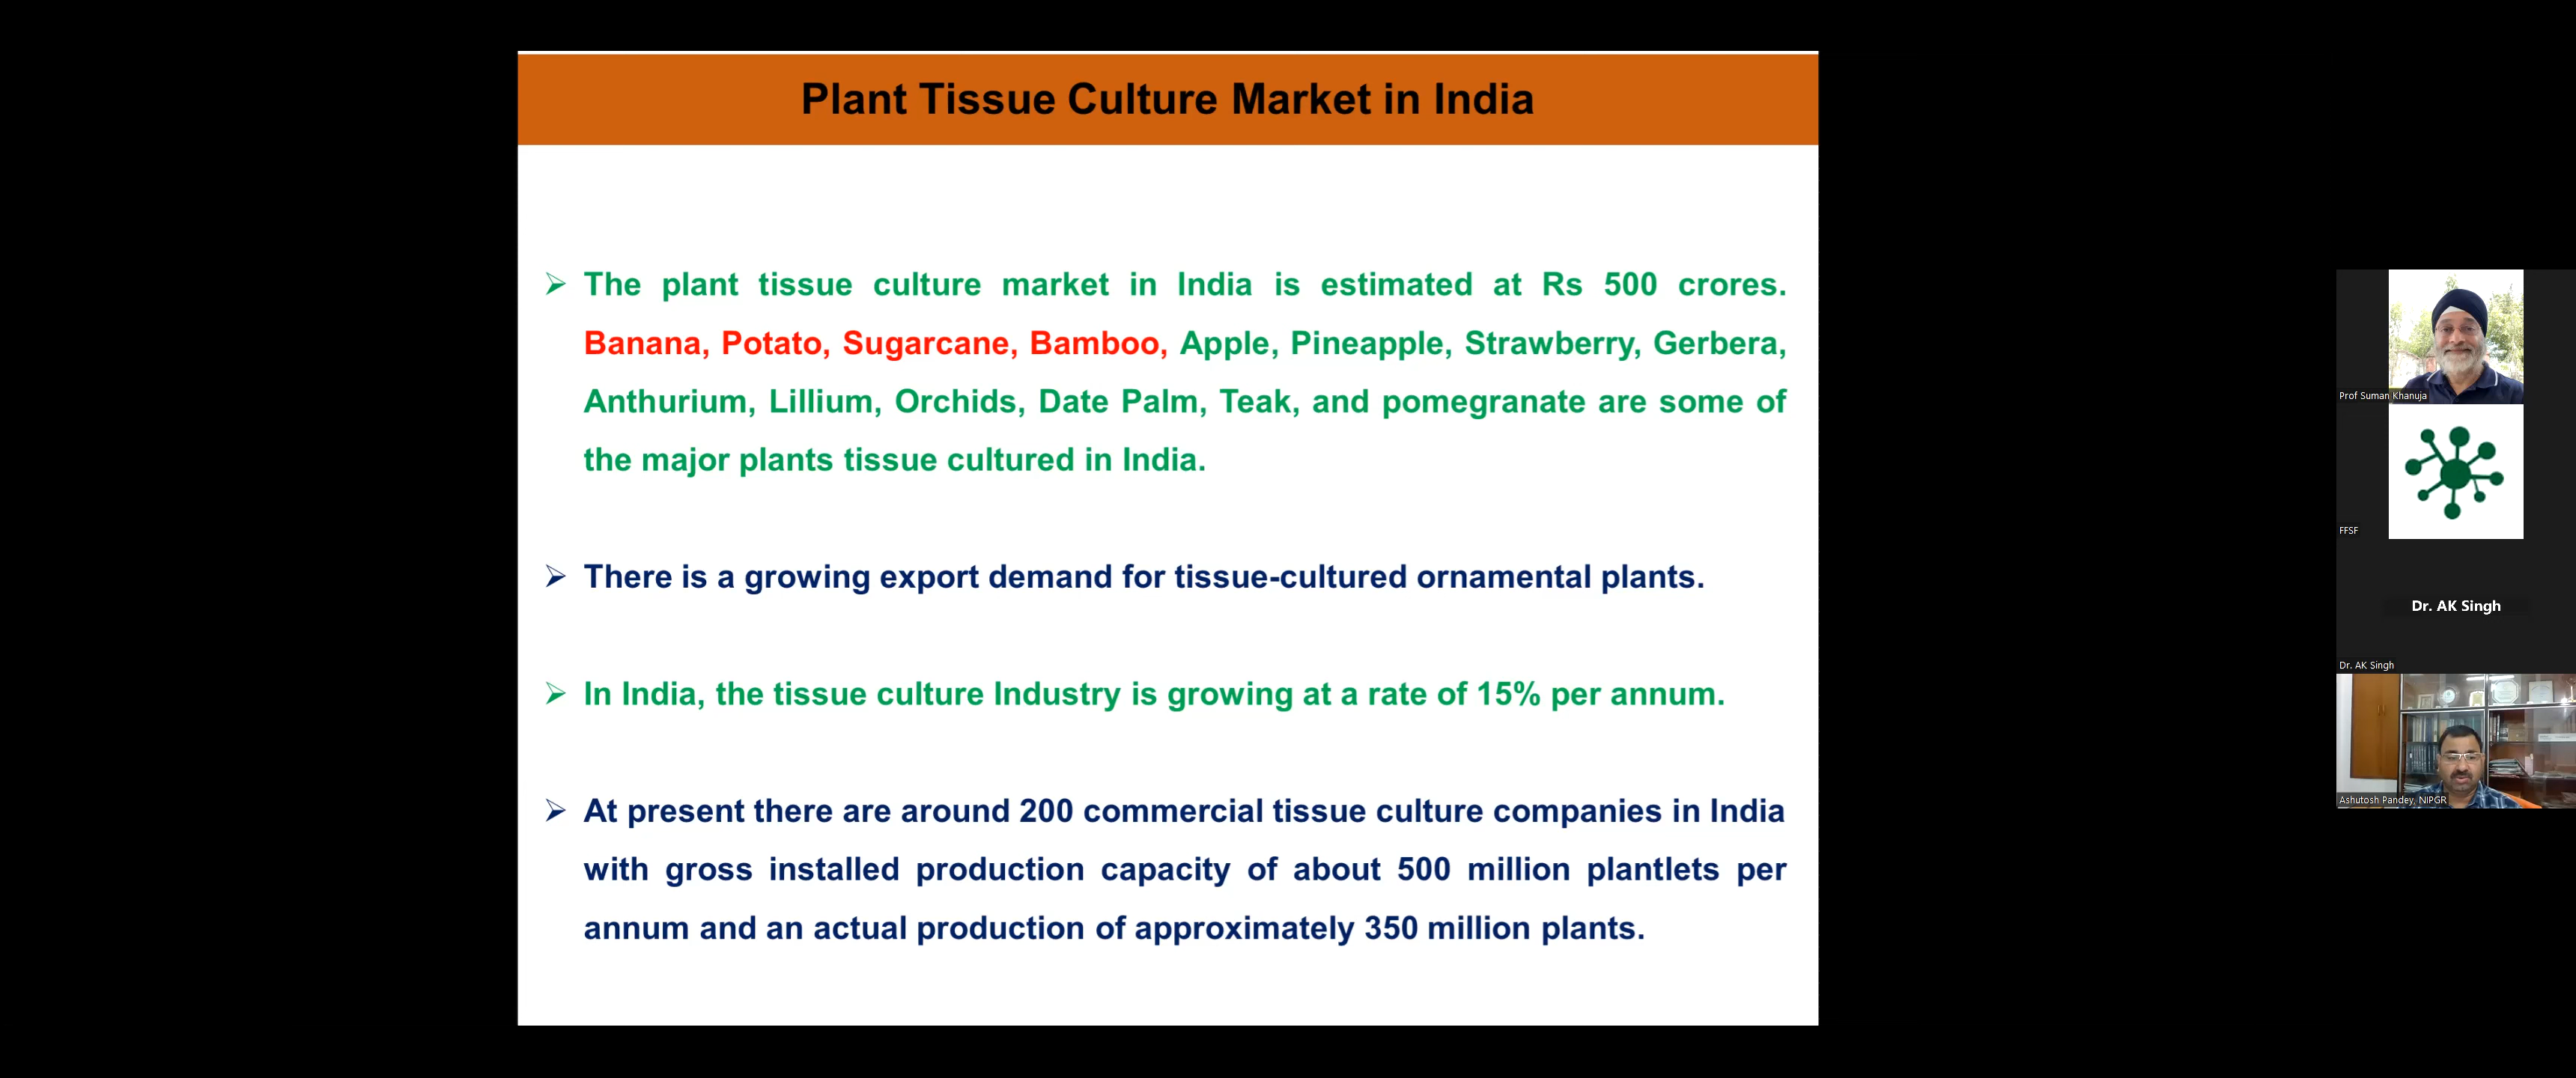 Plant Tissue Culture Market in India
➢ The plant tissue culture market in India is estimated at Rs 500 crores.
Banana, Potato, Sugarcane, Bamboo, Apple, Pineapple, Strawberry, Gerbera,
Anthurium, Lillium, Orchids, Date Palm, Teak, and pomegranate are some of
the major plants tissue cultured in India.
➢ There is a growing export demand for tissue-cultured ornamental plants.
➢ In India, the tissue culture Industry is growing at a rate of 15% per annum.
➢ At present there are around 200 commercial tissue culture companies in India
with gross installed production capacity of about 500 million plantlets per
annum and an actual production of approximately 350 million plants.
Prof Suman Khanuja
FFSF
Dr. AK Singh
Dr. AK Singh
Ashutosh Pandey, NIPGR